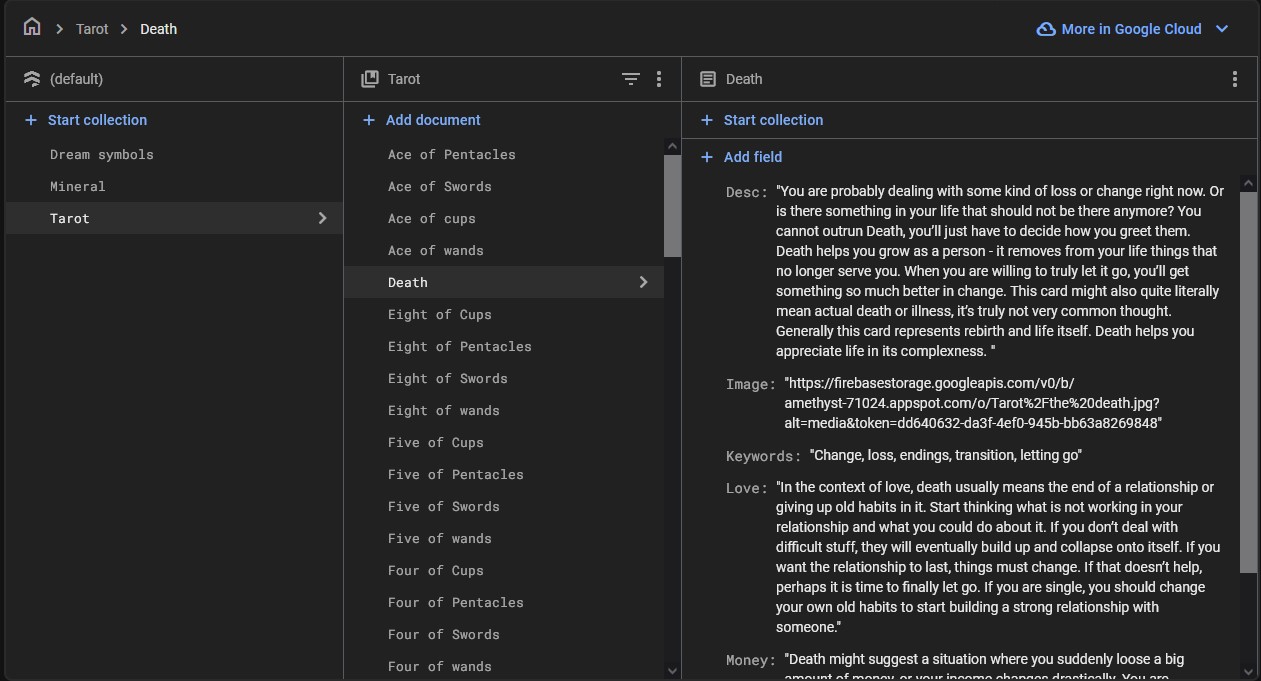 Tarot
Death
More in Google Cloud
(default)
Start collection
Dream symbols
Mineral
Tarot
Tarot
Add document
Ace of Pentacles
Ace of Swords
Ace of cups
Ace of wands
Death
Eight of Cups
Eight of Pentacles
Eight of Swords
Eight of wands
Five of Cups
Five of Pentacles
Five of Swords
Five of wands
Four of Cups
Four of Pentacles
Four of Swords
Four of wands
Death
Start collection
Add field
Desc: "You are probably dealing with some kind of loss or change right now. Or
is there something in your life that should not be there anymore? You
cannot outrun Death, you’ll just have to decide how you greet them.
Death helps you grow as a person - it removes from your life things that
no longer serve you. When you are willing to truly let it go, you’ll get
something so much better in change. This card might also quite literally
mean actual death or illness, it’s truly not very common thought.
Generally this card represents rebirth and life itself. Death helps you
appreciate life in its complexness. "
Image: "https://firebasestorage.googleapis.com/v0/b/
amethyst-71024.appspot.com/o/Tarot%2Fthe%20death.jpg?
alt=media&token=dd640632-da3f-4ef0-945b-bb63a8269848"
Keywords: "Change, loss, endings, transition, letting go"
Love: "In the context of love, death usually means the end of a relationship or
giving up old habits in it. Start thinking what is not working in your
relationship and what you could do about it. If you don’t deal with
difficult stuff, they will eventually build up and collapse onto itself. If you
want the relationship to last, things must change. If that doesn’t help,
perhaps it is time to finally let go. If you are single, you should change
your own old habits to start building a strong relationship with
someone."
Money: "Death might suggest a situation where you suddenly loose a big
amount of money, or your income changes drastically. You are